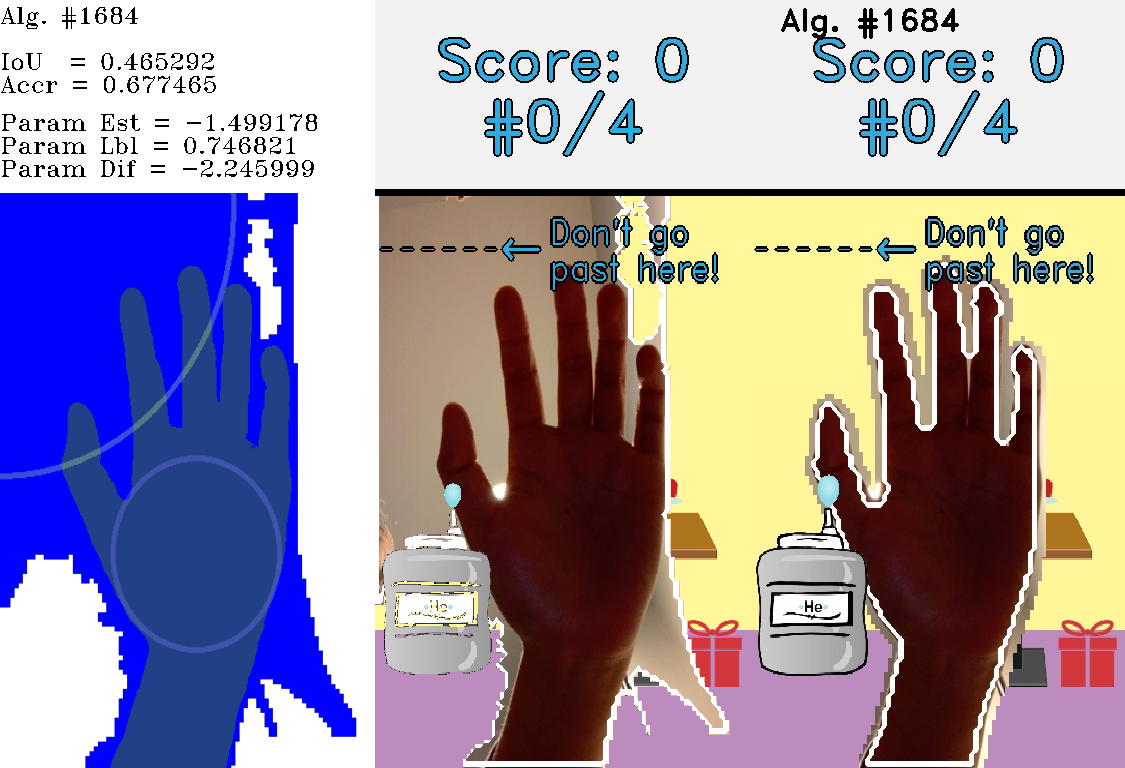 Alg. #1684
IoU = 0.465292
Accr = 0.677465
Param Est = −1.499178
Param Lbl = 0.746821
Param Dif = −2.245999
Score: 0
#0/4
Alg. #1684
Score: 0
#0/4
Don't go
past here!
Don't go
past here!
He
He